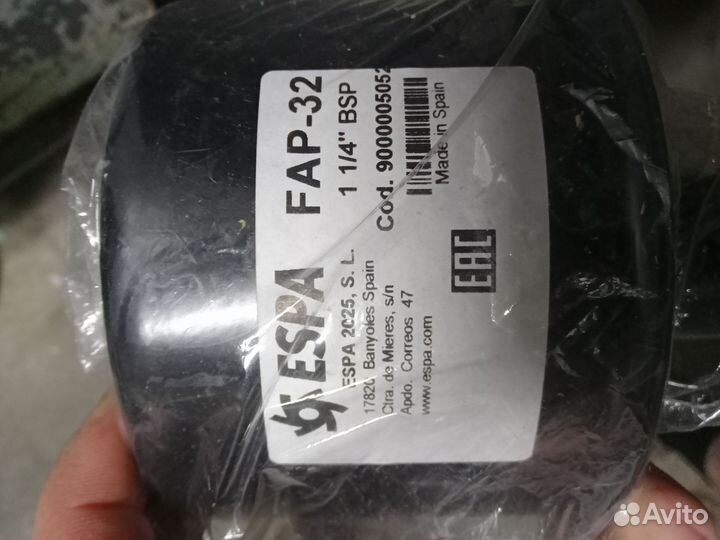 ESPA FAP-32
ESPA 2025, S. L. 1 1/4" BSP
17820 Banyoles Spain Cod. 9000005052
Ctra. de Mieres, s/n
Apdo. Correos 47
www.espa.com
Made in Spain
EAC
Avito